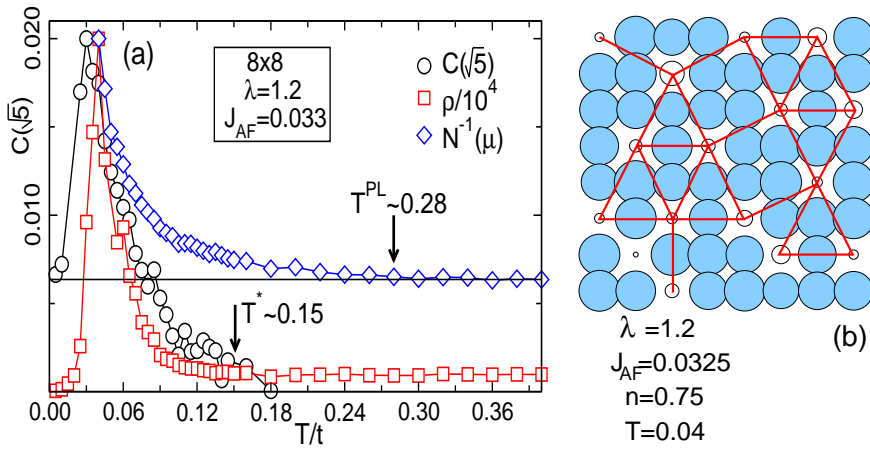 (a)
8x8
λ=1.2
J_AF=0.033
C(√5)
ρ/10^4
N^-1(μ)
T^PL~0.28
T^*~0.15
C(√5)
0.020
0.010
0.00
0.06
0.12
0.18
0.24
0.30
0.36
T/t
(b)
λ =1.2
J_AF=0.0325
n=0.75
T=0.04